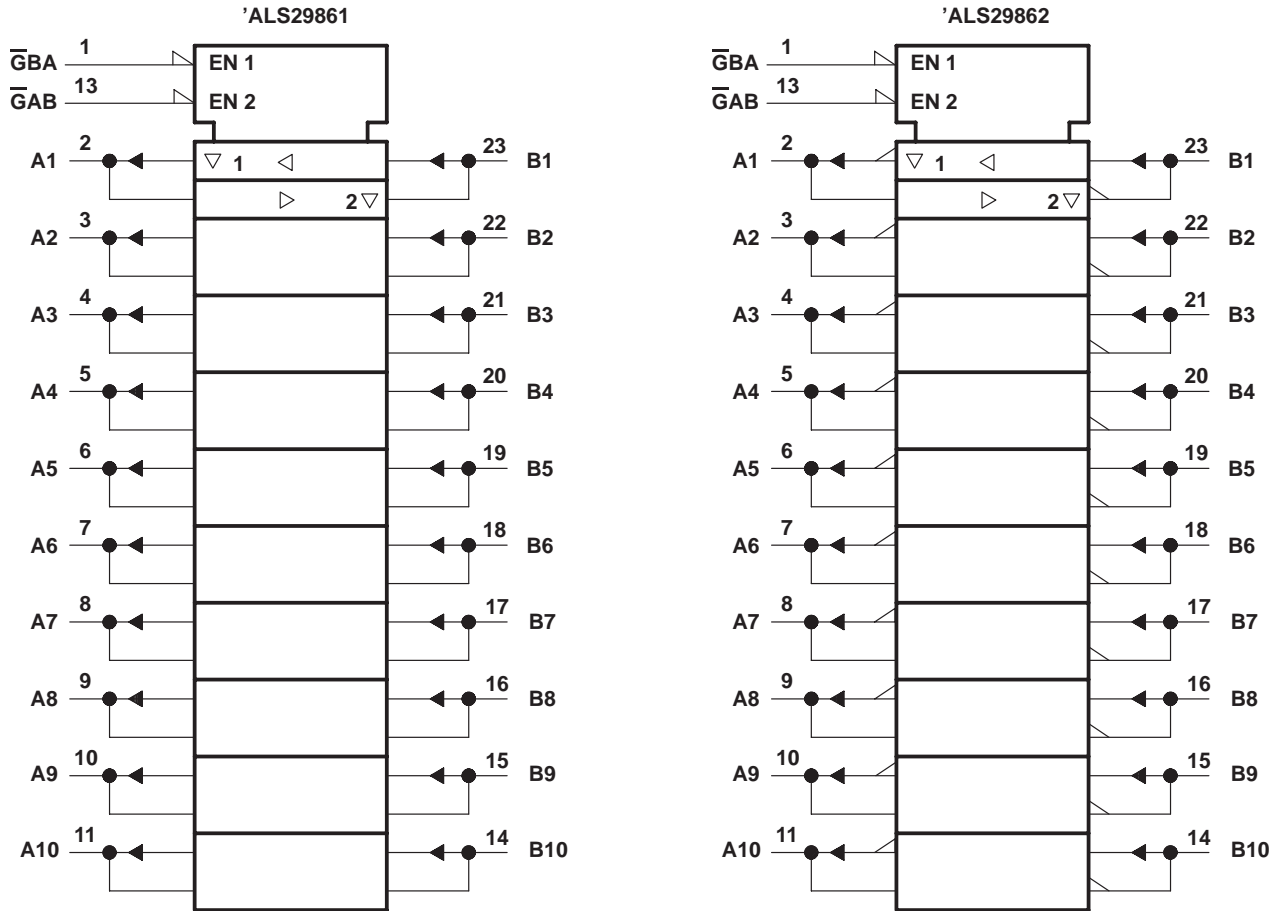 ’ALS29861 ’ALS29862
G̅BA 1 EN 1 G̅BA 1 EN 1
G̅AB 13 EN 2 G̅AB 13 EN 2
A1 2 ▽ 1 ◁ 23 B1 A1 2 ▽ 1 ◁ 23 B1
▷ 2 ▽ ▷ 2 ▽
A2 3 22 B2 A2 3 22 B2
A3 4 21 B3 A3 4 21 B3
A4 5 20 B4 A4 5 20 B4
A5 6 19 B5 A5 6 19 B5
A6 7 18 B6 A6 7 18 B6
A7 8 17 B7 A7 8 17 B7
A8 9 16 B8 A8 9 16 B8
A9 10 15 B9 A9 10 15 B9
A10 11 14 B10 A10 11 14 B10